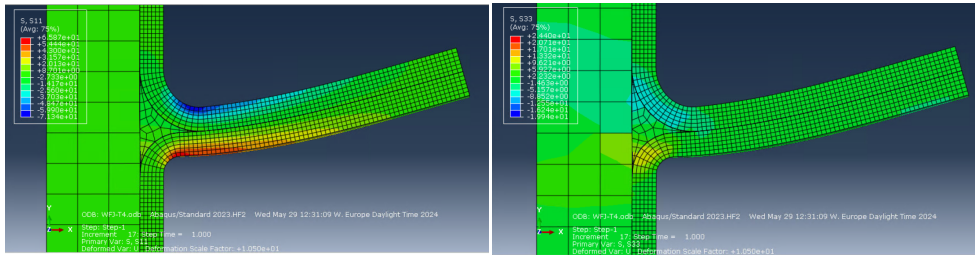 S, S11
(Avg: 75%)
+6.587e+01
+5.444e+01
+4.300e+01
+3.157e+01
+2.013e+01
+8.701e+00
-2.733e+00
-1.417e+01
-2.560e+01
-3.703e+01
-4.847e+01
-5.990e+01
-7.134e+01
Y
Z
X
ODB: WFJ-T4.odb Abaqus/Standard 2023.HF2 Wed May 29 12:31:09 W. Europe Daylight Time 2024
Step: Step-1
Increment 17: Step Time = 1.000
Primary Var: S, S11
Deformed Var: U Deformation Scale Factor: +1.050e+01
S, S33
(Avg: 75%)
+2.440e+01
+2.071e+01
+1.701e+01
+1.332e+01
+9.621e+00
+5.927e+00
+2.232e+00
-1.463e+00
-5.157e+00
-8.852e+00
-1.255e+01
-1.624e+01
-1.994e+01
Y
Z
X
ODB: WFJ-T4.odb Abaqus/Standard 2023.HF2 Wed May 29 12:31:09 W. Europe Daylight Time 2024
Step: Step-1
Increment 17: Step Time = 1.000
Primary Var: S, S33
Deformed Var: U Deformation Scale Factor: +1.050e+01